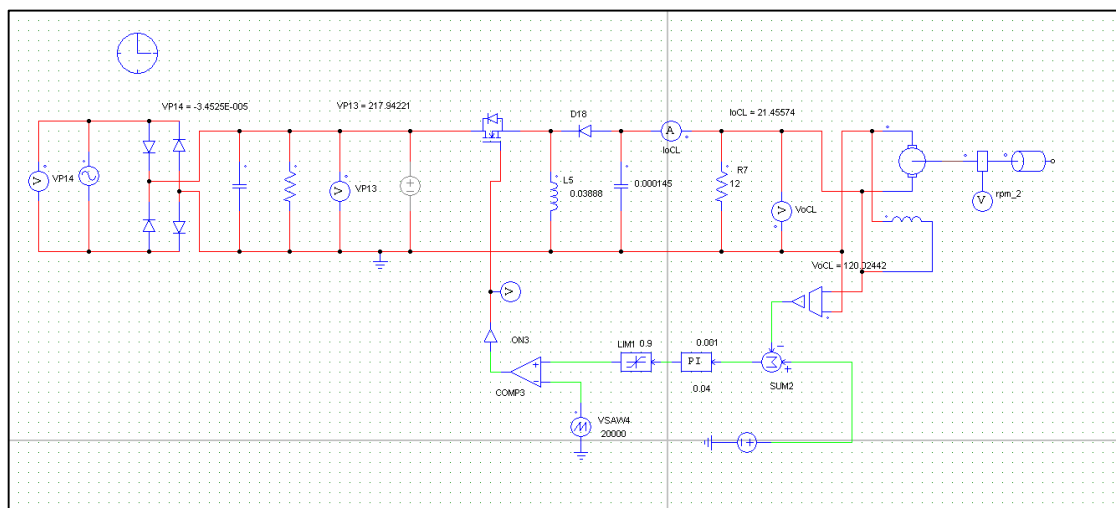 VP14 = -3.4525E-005
VP13 = 217.94221
IoCL = 21.45574
D18
A
IoCL
V
VP14
V
VP13
L5
0.03888
0.000145
R7
12
V
VoCL
V
rpm_2
VoCL = 120.02442
V
ON3
LIM1
0.9
0.001
PI
0.04
SUM2
COMP3
VSAW4
20000